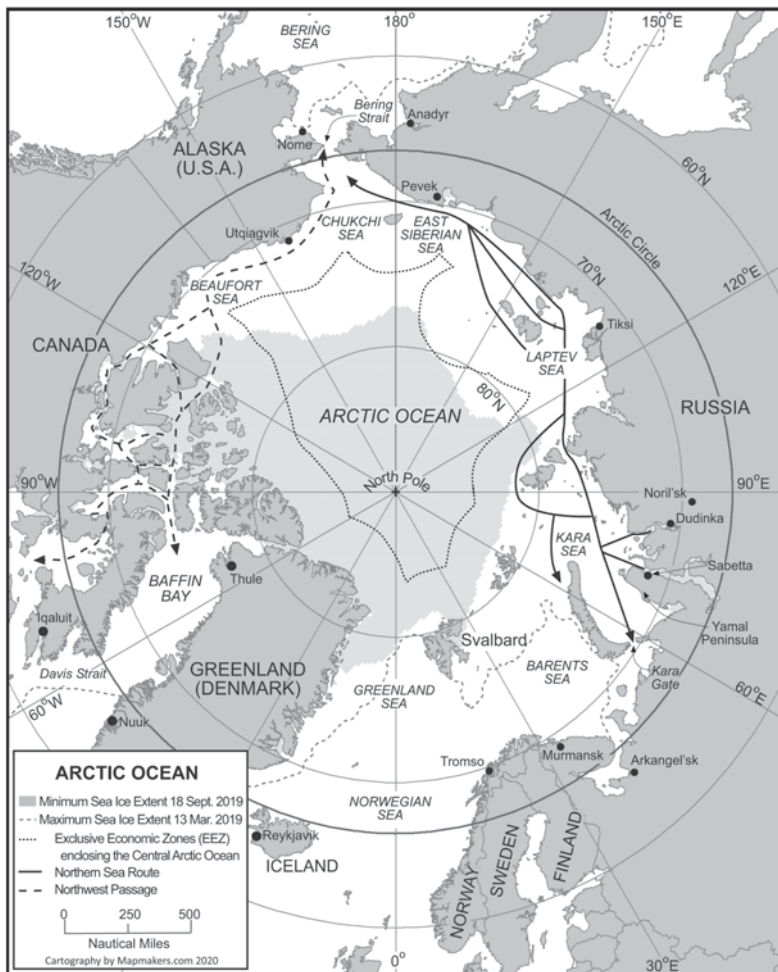 150°W
180°
150°E
BERING
SEA
Bering
Strait
Anadyr
Nome
ALASKA
(U.S.A.)
60°N
Pevek
Utqiagvik
CHUKCHI
SEA
EAST
SIBERIAN
SEA
Arctic Circle
70°N
120°W
120°E
BEAUFORT
SEA
Tiksi
CANADA
LAPTEV
SEA
80°N
ARCTIC OCEAN
RUSSIA
90°W
North Pole
90°E
Noril'sk
Dudinka
KARA
SEA
Sabetta
BAFFIN
BAY
Thule
Yamal
Peninsula
Iqaluit
Svalbard
Davis Strait
GREENLAND
(DENMARK)
BARENTS
SEA
Kara
Gate
GREENLAND
SEA
60°W
60°E
Nuuk
Murmansk
Tromso
Arkangel'sk
NORWEGIAN
SEA
Reykjavik
ICELAND
NORWAY
SWEDEN
FINLAND
0°
30°E
ARCTIC OCEAN
Minimum Sea Ice Extent 18 Sept. 2019
Maximum Sea Ice Extent 13 Mar. 2019
Exclusive Economic Zones (EEZ)
enclosing the Central Arctic Ocean
Northern Sea Route
Northwest Passage
0 250 500
Nautical Miles
Cartography by Mapmakers.com 2020